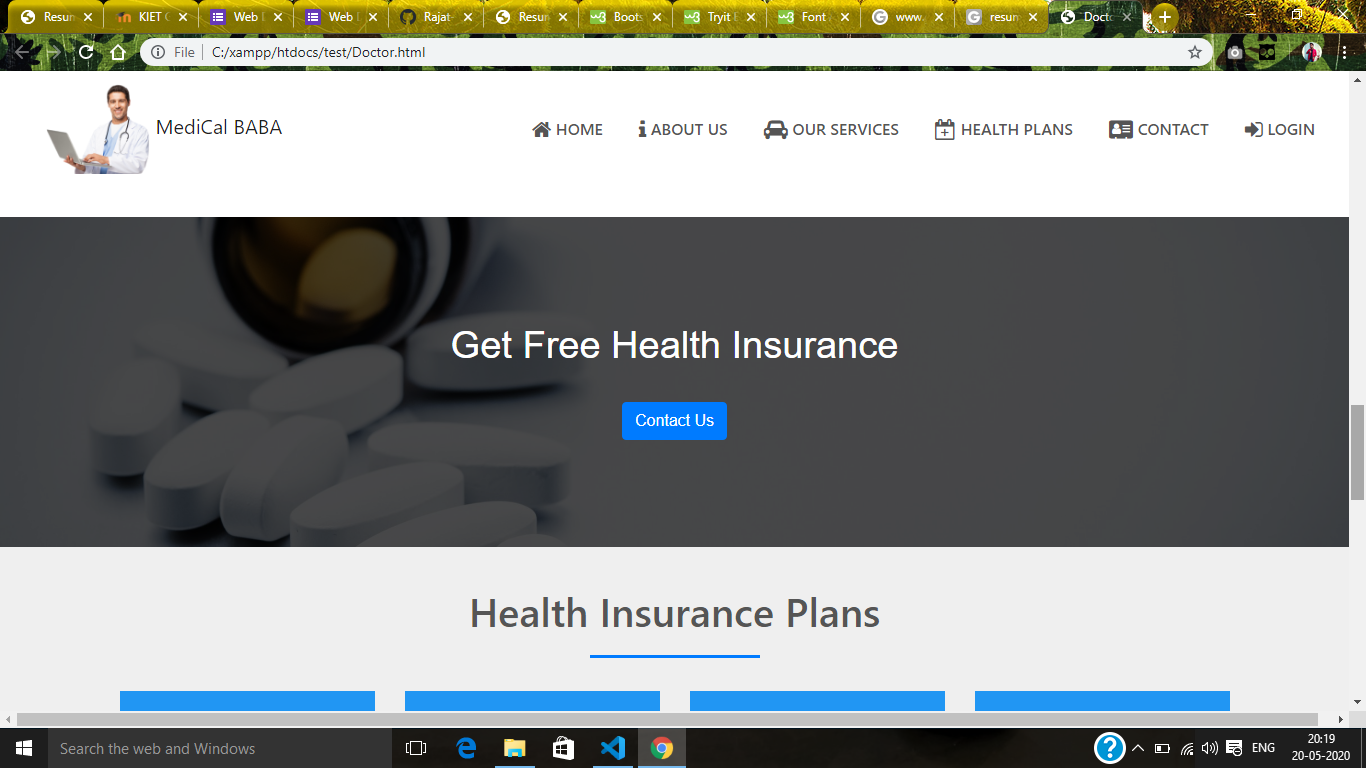 Resun KIET C Web I Web I Rajat Resun Boots Tryit E Font www. resun Docto
File C:/xampp/htdocs/test/Doctor.html
MediCal BABA
HOME ABOUT US OUR SERVICES HEALTH PLANS CONTACT LOGIN
Get Free Health Insurance
Contact Us
Health Insurance Plans
Search the web and Windows
ENG
20:19
20-05-2020